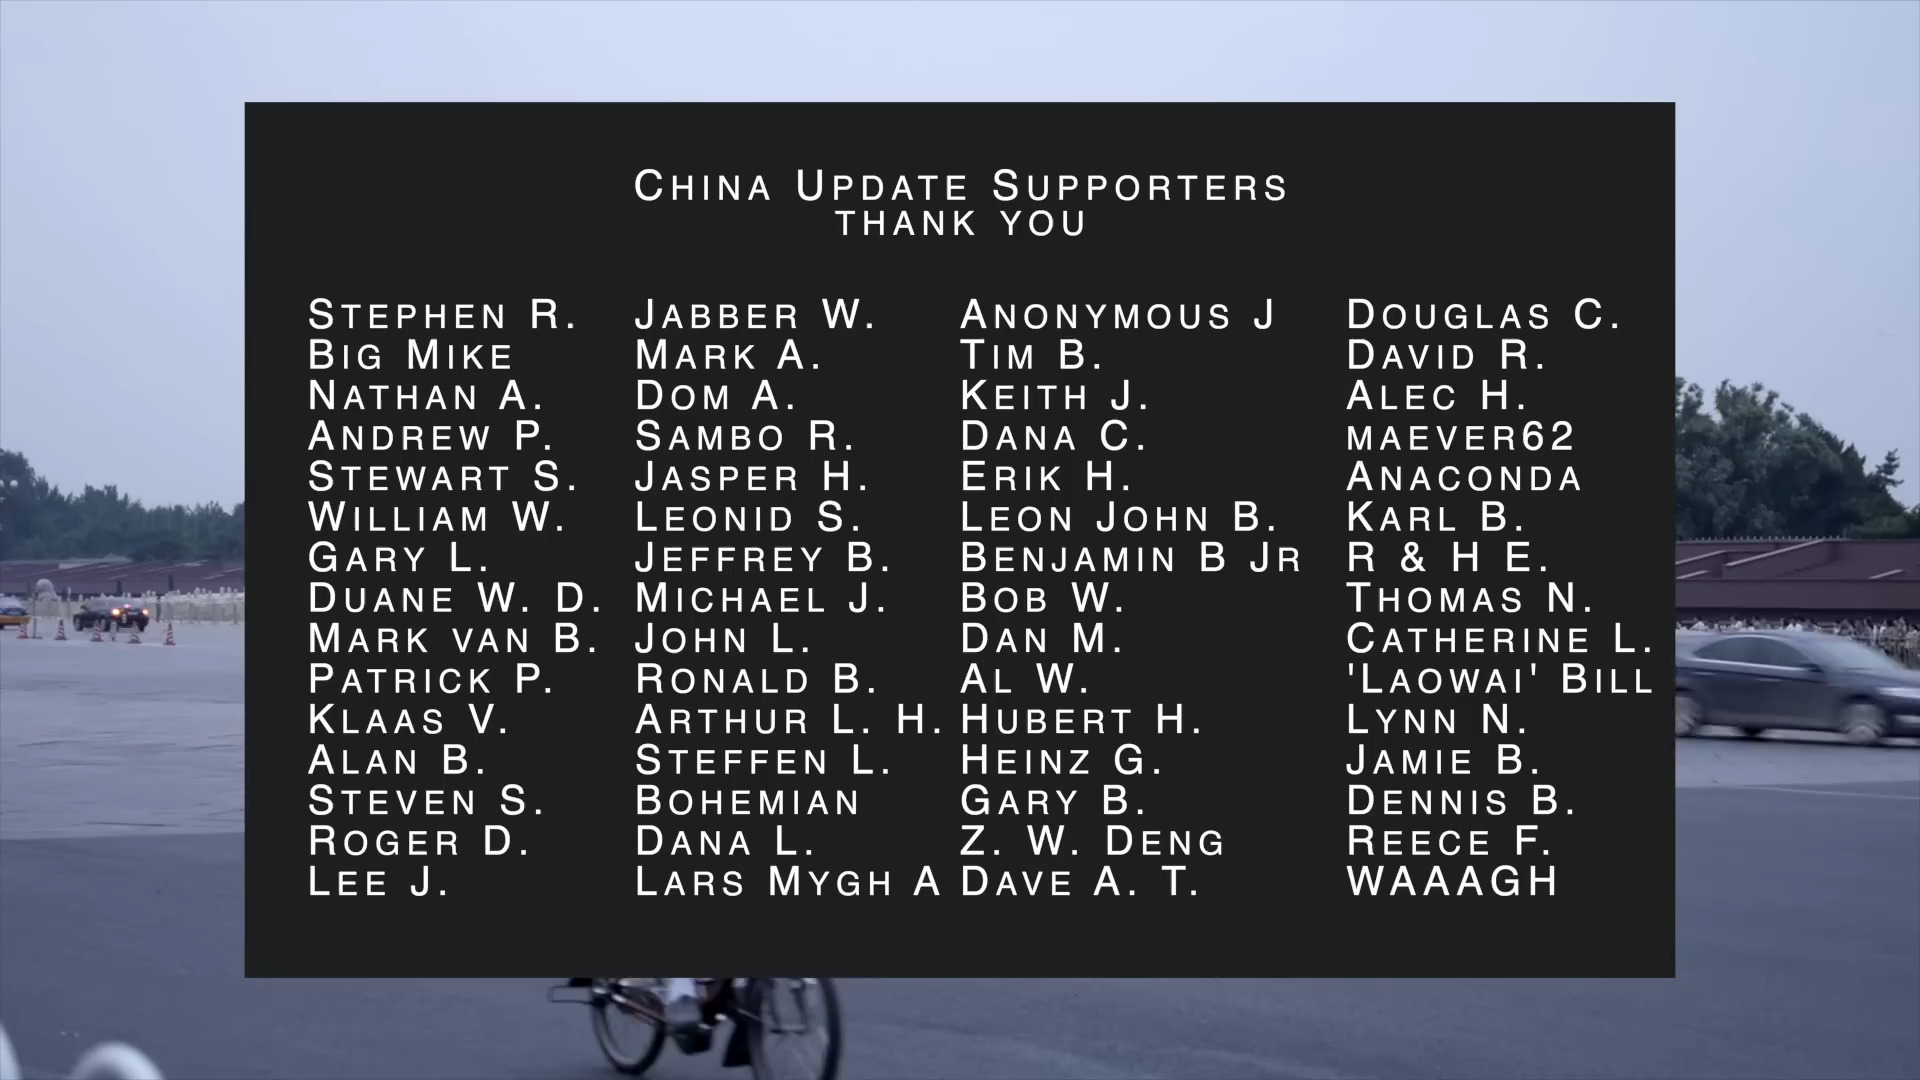 China Update Supporters
THANK YOU
Stephen R.
Big Mike
Nathan A.
Andrew P.
Stewart S.
William W.
Gary L.
Duane W. D.
Mark van B.
Patrick P.
Klaas V.
Alan B.
Steven S.
Roger D.
Lee J.
Jabber W.
Mark A.
Dom A.
Sambo R.
Jasper H.
Leonid S.
Jeffrey B.
Michael J.
John L.
Ronald B.
Arthur L. H.
Steffen L.
Bohemian
Dana L.
Lars Mygh A
Anonymous J
Tim B.
Keith J.
Dana C.
Erik H.
Leon John B.
Benjamin B Jr
Bob W.
Dan M.
Al W.
Hubert H.
Heinz G.
Gary B.
Z. W. Deng
Dave A. T.
Douglas C.
David R.
Alec H.
maever62
Anaconda
Karl B.
R & H E.
Thomas N.
Catherine L.
'Laowai' Bill
Lynn N.
Jamie B.
Dennis B.
Reece F.
WAAAGH